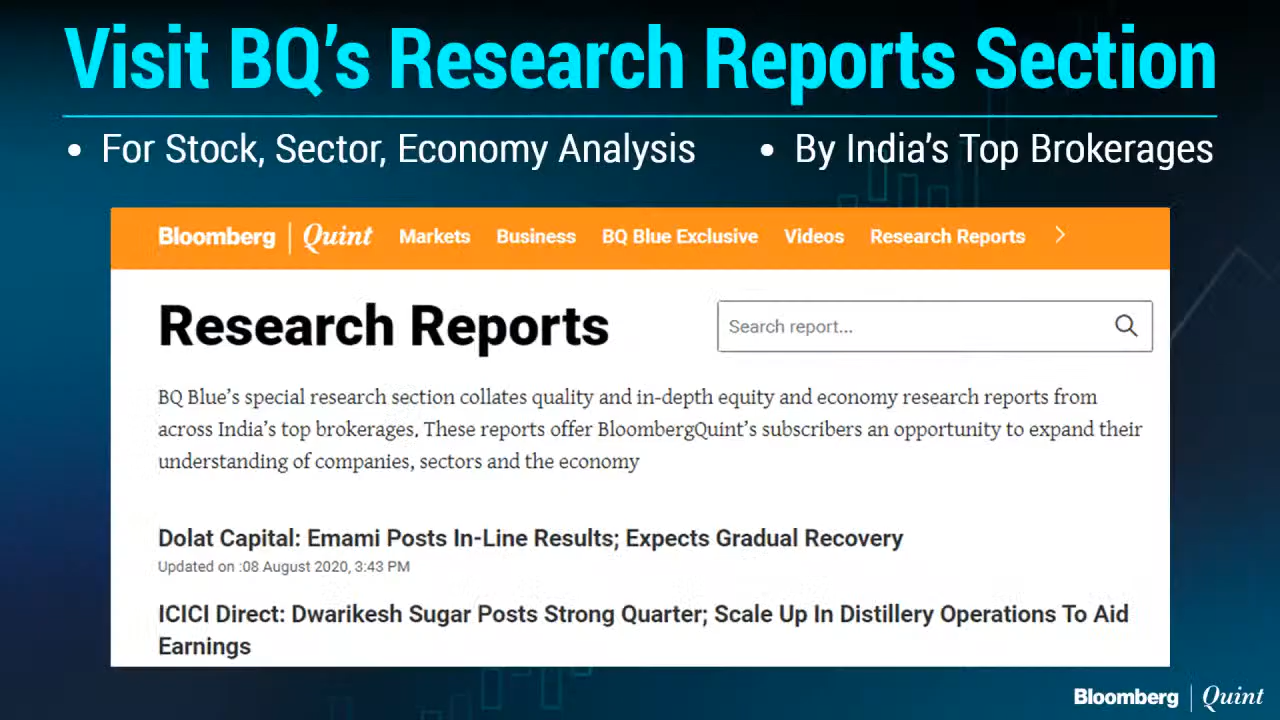 Visit BQ's Research Reports Section
• For Stock, Sector, Economy Analysis • By India's Top Brokerages
Bloomberg | Quint Markets Business BQ Blue Exclusive Videos Research Reports >
Research Reports
Search report...
BQ Blue's special research section collates quality and in-depth equity and economy research reports from
across India's top brokerages. These reports offer BloombergQuint's subscribers an opportunity to expand their
understanding of companies, sectors and the economy
Dolat Capital: Emami Posts In-Line Results; Expects Gradual Recovery
Updated on :08 August 2020, 3:43 PM
ICICI Direct: Dwarikesh Sugar Posts Strong Quarter; Scale Up In Distillery Operations To Aid
Earnings
Bloomberg | Quint